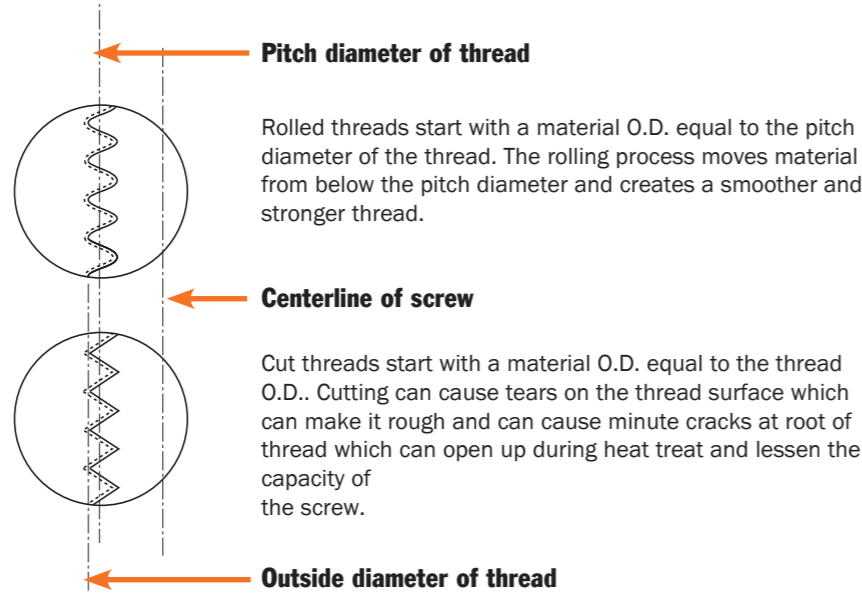 Pitch diameter of thread
Rolled threads start with a material O.D. equal to the pitch
diameter of the thread. The rolling process moves material
from below the pitch diameter and creates a smoother and
stronger thread.
Centerline of screw
Cut threads start with a material O.D. equal to the thread
O.D.. Cutting can cause tears on the thread surface which
can make it rough and can cause minute cracks at root of
thread which can open up during heat treat and lessen the
capacity of
the screw.
Outside diameter of thread